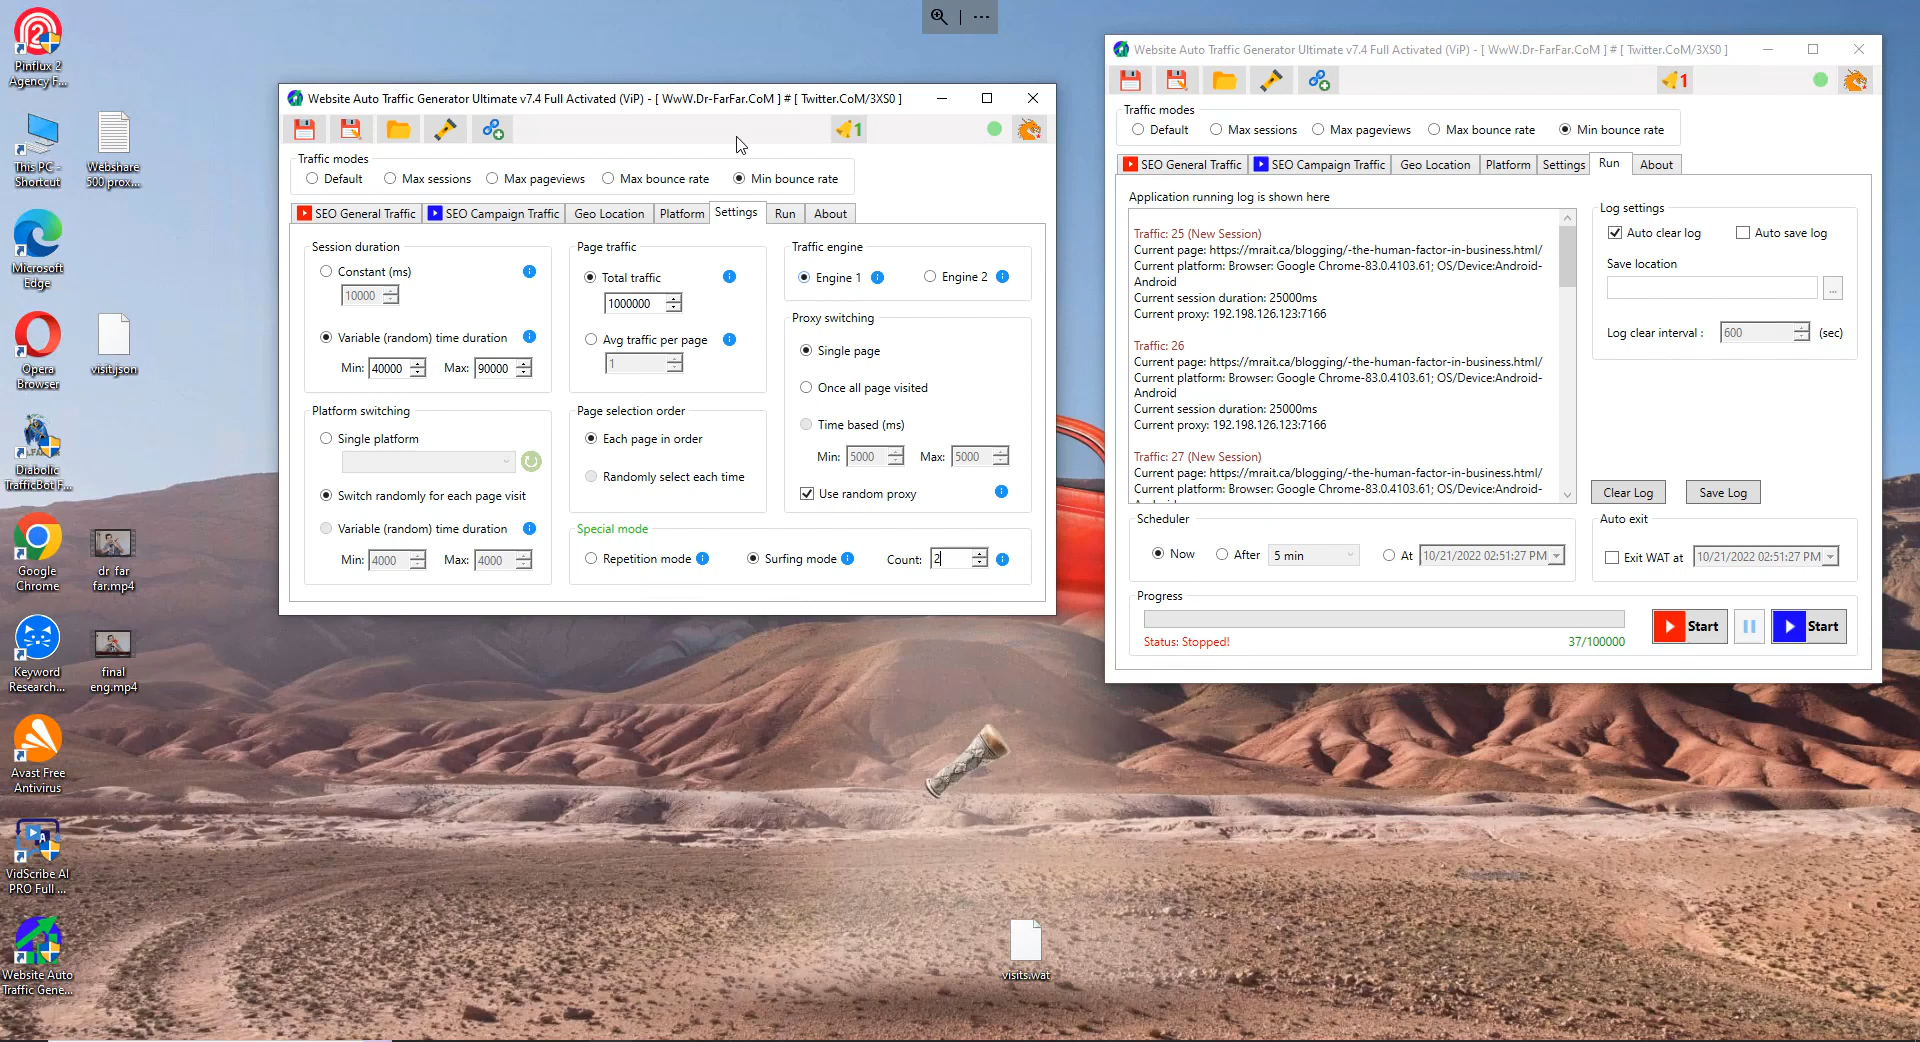 Pinflux 2
Agency F...
This PC -
Shortcut
Webshare
500 prox...
Microsoft
Edge
Opera
Browser
visit.json
Diabolic
TrafficBot F...
Google
Chrome
dr far
far.mp4
Keyword
Research...
final
eng.mp4
Avast Free
Antivirus
VidScribe AI
PRO Full ...
Website Auto
Traffic Gene...
visits.wat
Website Auto Traffic Generator Ultimate v7.4 Full Activated (ViP) - [ WwW.Dr-FarFar.CoM ] # [ Twitter.CoM/3XS0 ]
1
Traffic modes
Default Max sessions Max pageviews Max bounce rate Min bounce rate
SEO General Traffic SEO Campaign Traffic Geo Location Platform Settings Run About
Session duration
Constant (ms)
10000
Variable (random) time duration
Min: 40000 Max: 90000
Platform switching
Single platform
Switch randomly for each page visit
Variable (random) time duration
Min: 4000 Max: 4000
Page traffic
Total traffic
1000000
Avg traffic per page
1
Page selection order
Each page in order
Randomly select each time
Traffic engine
Engine 1 Engine 2
Proxy switching
Single page
Once all page visited
Time based (ms)
Min: 5000 Max: 5000
Use random proxy
Special mode
Repetition mode Surfing mode Count: 2
Website Auto Traffic Generator Ultimate v7.4 Full Activated (ViP) - [ WwW.Dr-FarFar.CoM ] # [ Twitter.CoM/3XS0 ]
1
Traffic modes
Default Max sessions Max pageviews Max bounce rate Min bounce rate
SEO General Traffic SEO Campaign Traffic Geo Location Platform Settings Run About
Application running log is shown here
Traffic: 25 (New Session)
Current page: https://mrait.ca/blogging/-the-human-factor-in-business.html/
Current platform: Browser: Google Chrome-83.0.4103.61; OS/Device:Android-
Android
Current session duration: 25000ms
Current proxy: 192.198.126.123:7166
Traffic: 26
Current page: https://mrait.ca/blogging/-the-human-factor-in-business.html/
Current platform: Browser: Google Chrome-83.0.4103.61; OS/Device:Android-
Android
Current session duration: 25000ms
Current proxy: 192.198.126.123:7166
Traffic: 27 (New Session)
Current page: https://mrait.ca/blogging/-the-human-factor-in-business.html/
Current platform: Browser: Google Chrome-83.0.4103.61; OS/Device:Android-
Log settings
Auto clear log Auto save log
Save location
...
Log clear interval : 600 (sec)
Clear Log Save Log
Scheduler
Now After 5 min At 10/21/2022 02:51:27 PM
Auto exit
Exit WAT at 10/21/2022 02:51:27 PM
Progress
Status: Stopped! 37/100000
Start Start